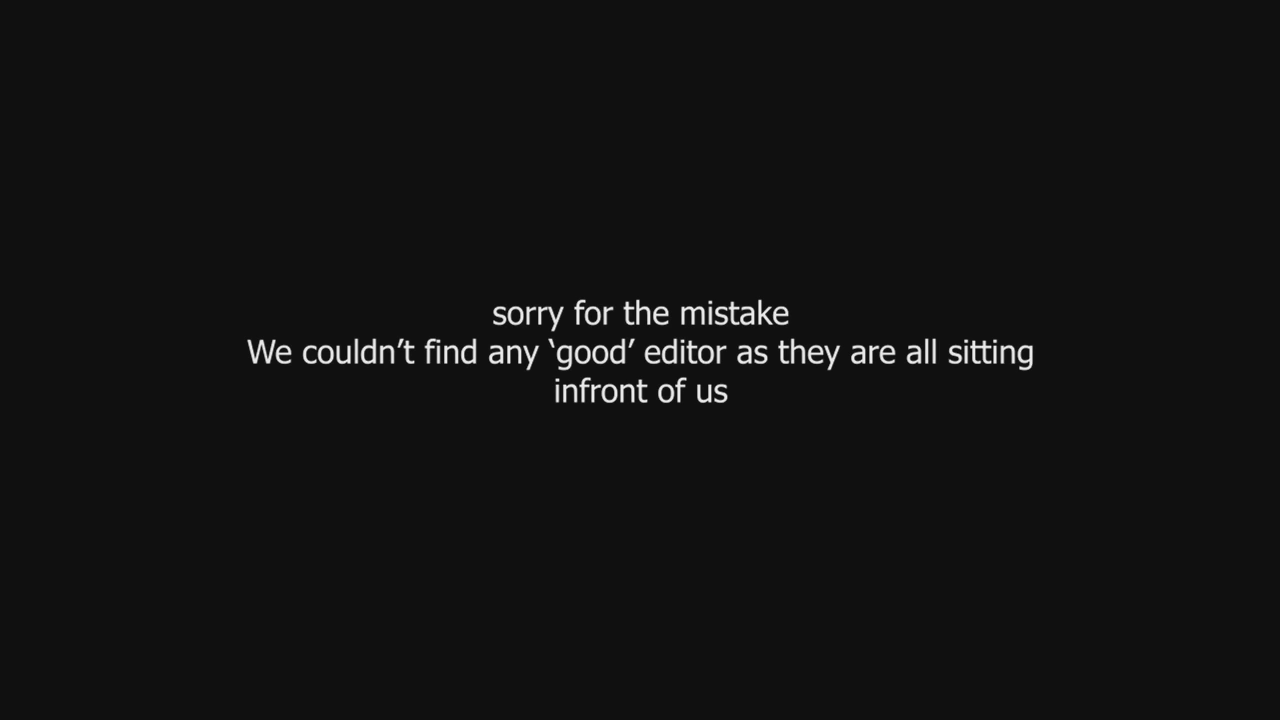 sorry for the mistake
We couldn’t find any ‘good’ editor as they are all sitting
infront of us